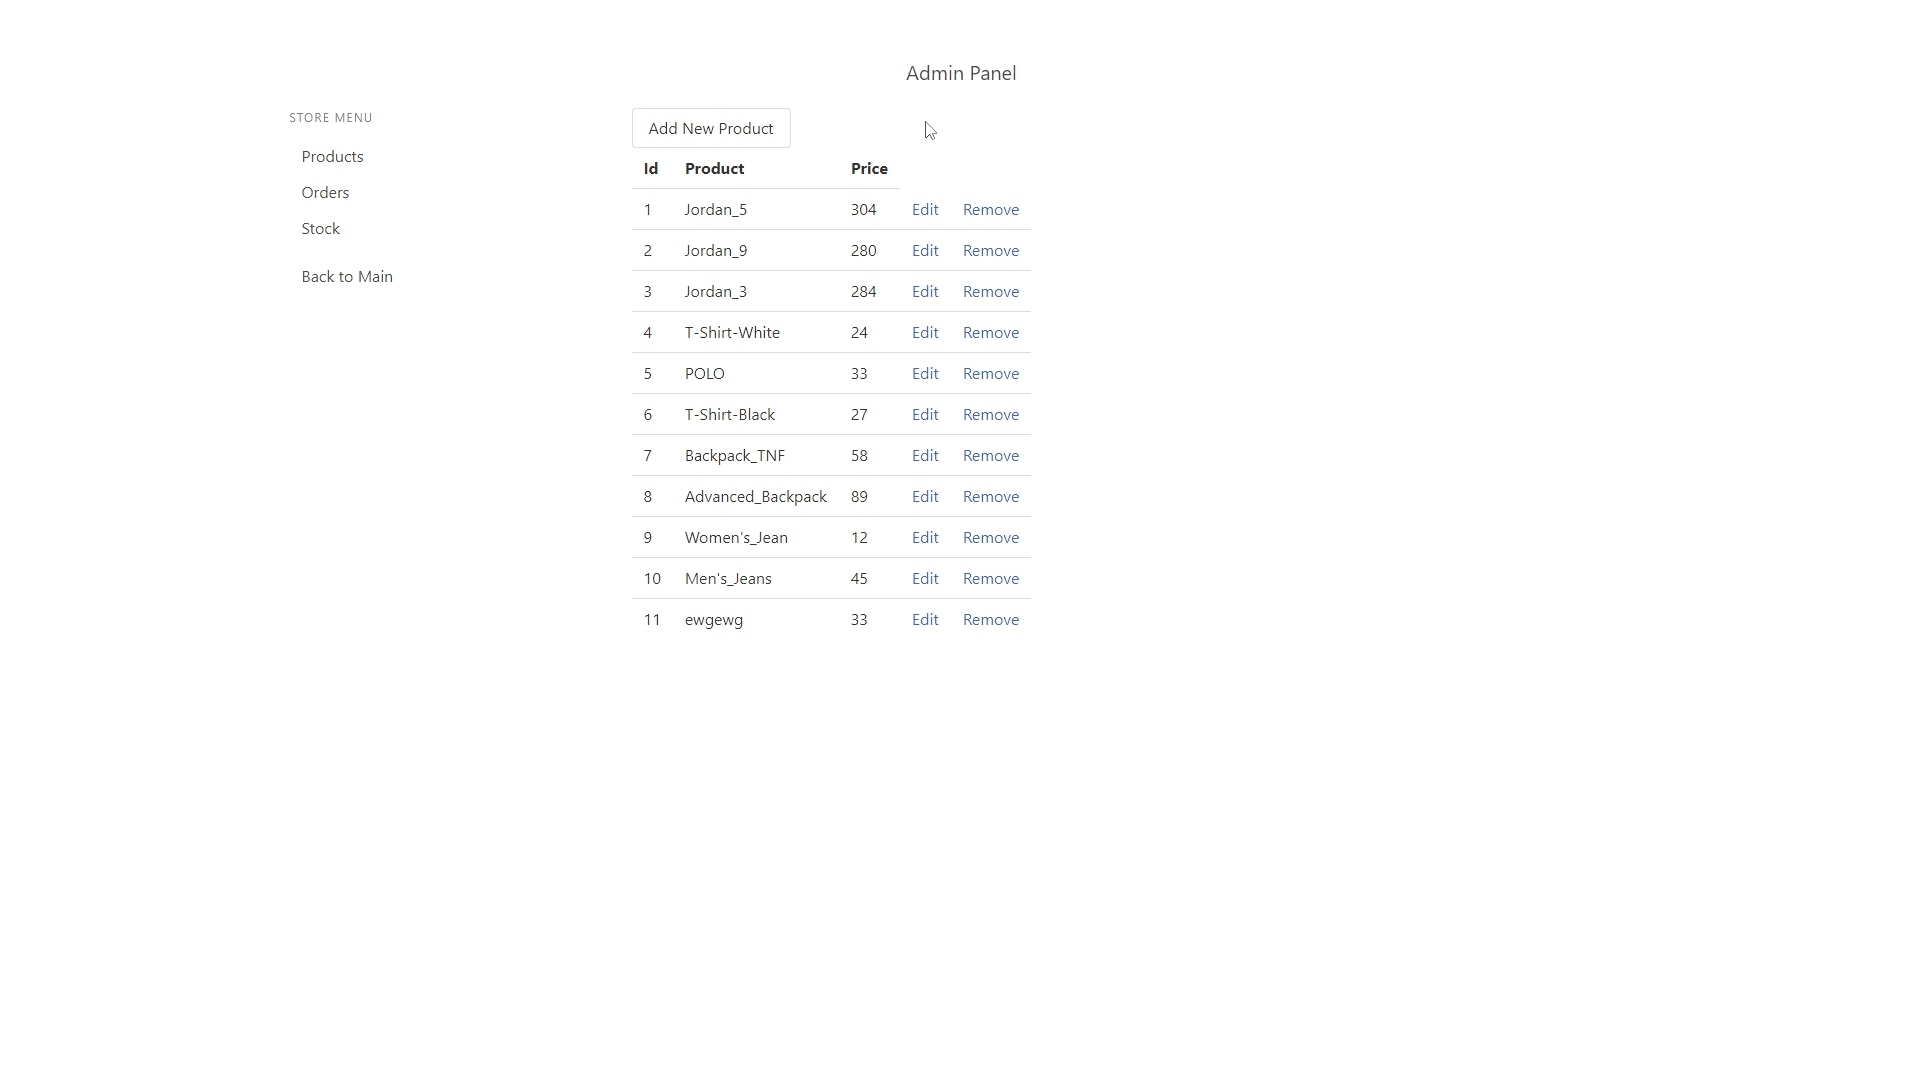 Admin Panel
STORE MENU
Products
Orders
Stock
Back to Main
Add New Product
Id Product Price
1 Jordan_5 304 Edit Remove
2 Jordan_9 280 Edit Remove
3 Jordan_3 284 Edit Remove
4 T-Shirt-White 24 Edit Remove
5 POLO 33 Edit Remove
6 T-Shirt-Black 27 Edit Remove
7 Backpack_TNF 58 Edit Remove
8 Advanced_Backpack 89 Edit Remove
9 Women's_Jean 12 Edit Remove
10 Men's_Jeans 45 Edit Remove
11 ewgewg 33 Edit Remove